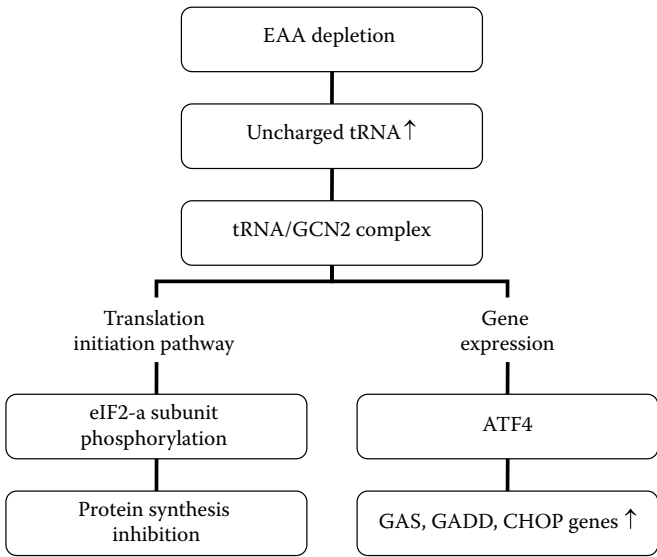 EAA depletion
Uncharged tRNA↑
tRNA/GCN2 complex
Translation
initiation pathway
Gene
expression
eIF2-a subunit
phosphorylation
ATF4
Protein synthesis
inhibition
GAS, GADD, CHOP genes ↑